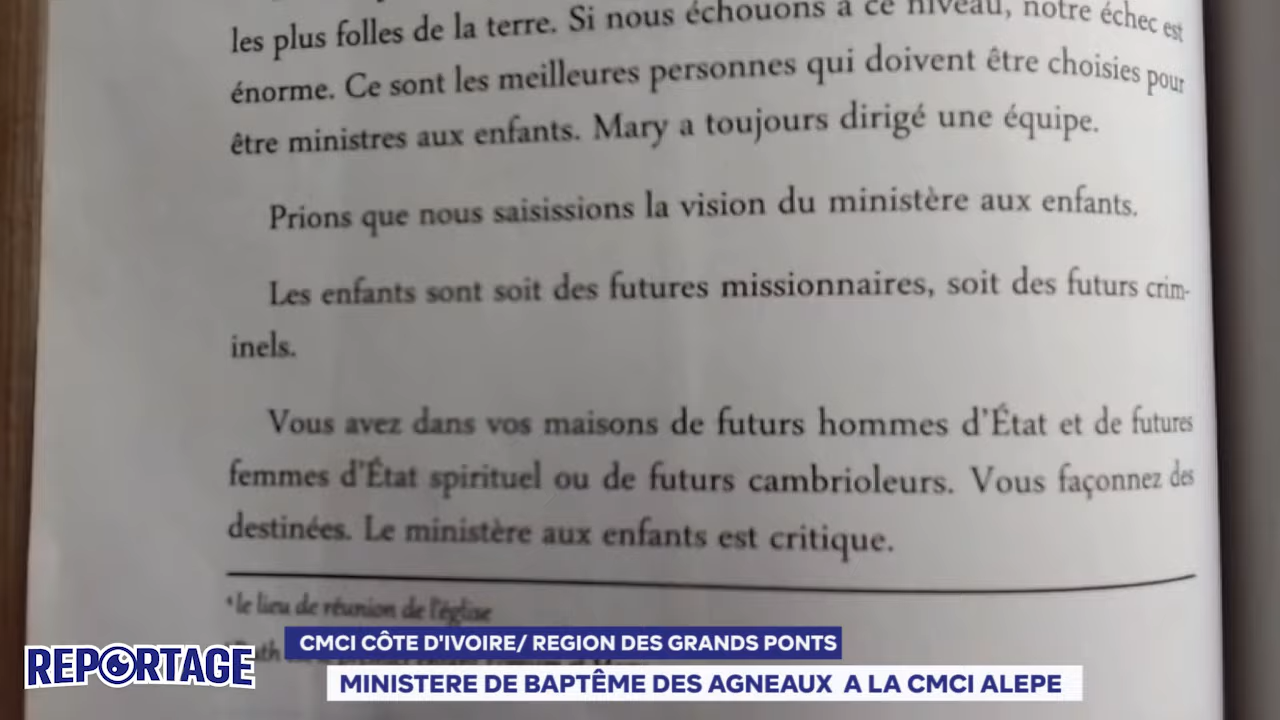 les plus folles de la terre. Si nous échouons à ce niveau, notre échec est
énorme. Ce sont les meilleures personnes qui doivent être choisies pour
être ministres aux enfants. Mary a toujours dirigé une équipe.
Prions que nous saisissions la vision du ministère aux enfants.
Les enfants sont soit des futures missionnaires, soit des futurs crim-
inels.
Vous avez dans vos maisons de futurs hommes d'État et de futures
femmes d'État spirituel ou de futurs cambrioleurs. Vous façonnez des
destinées. Le ministère aux enfants est critique.
le lieu de réunion de l'église
CMCI CÔTE D'IVOIRE/ REGION DES GRANDS PONTS
REPORTAGE
MINISTERE DE BAPTÊME DES AGNEAUX A LA CMCI ALEPE